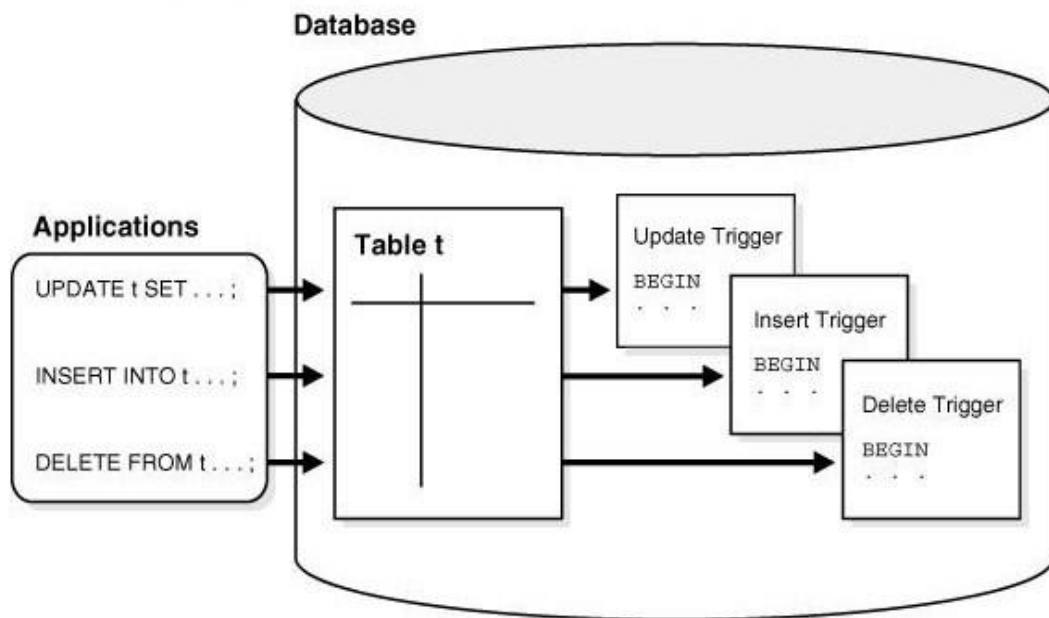 Database
Applications
UPDATE t SET . . . ;
INSERT INTO t . . . ;
DELETE FROM t . . . ;
Table t
Update Trigger
BEGIN
. . .
Insert Trigger
BEGIN
. . .
Delete Trigger
BEGIN
. . .